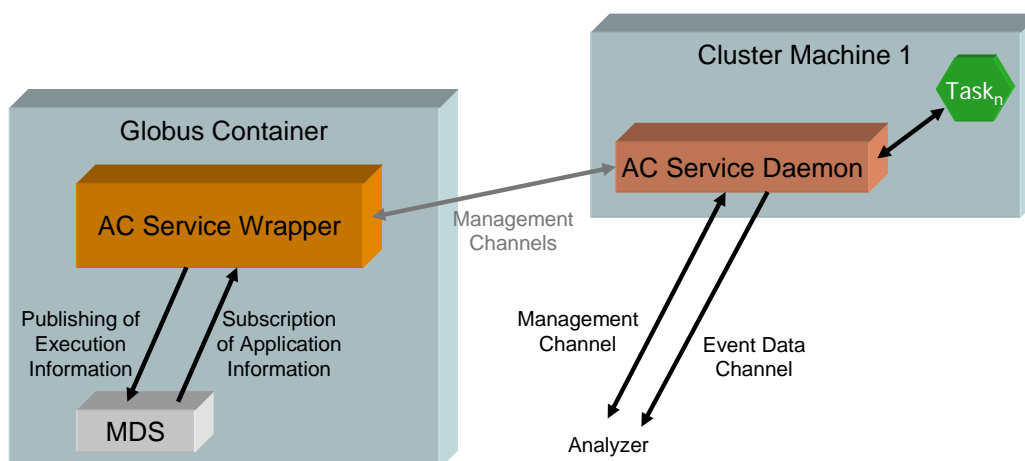 Cluster Machine 1
Task
n
Globus Container
AC Service Daemon
AC Service Wrapper
Management
Channels
Publishing of
Execution
Information
Subscription
of Application
Information
Management
Channel
Event Data
Channel
MDS
Analyzer